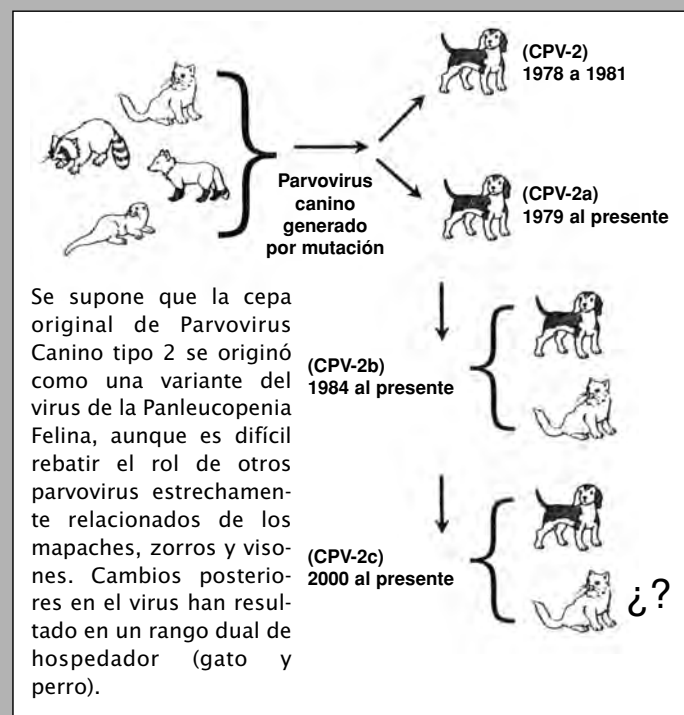 (CPV-2)
1978 a 1981
Parvovirus
canino
generado
por mutación
(CPV-2a)
1979 al presente
Se supone que la cepa
original de Parvovirus
Canino tipo 2 se originó
como una variante del
virus de la Panleucopenia
Felina, aunque es difícil
rebatir el rol de otros
parvovirus estrechamen-
te relacionados de los
mapaches, zorros y viso-
nes. Cambios posterio-
res en el virus han resul-
tado en un rango dual de
hospedador (gato y
perro).
(CPV-2b)
1984 al presente
(CPV-2c)
2000 al presente
¿?